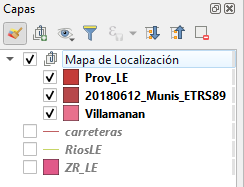 Capas
Mapa de Localización
Prov_LE
20180612_Munis_ETRS89
Villamanan
carreteras
RiosLE
ZR_LE